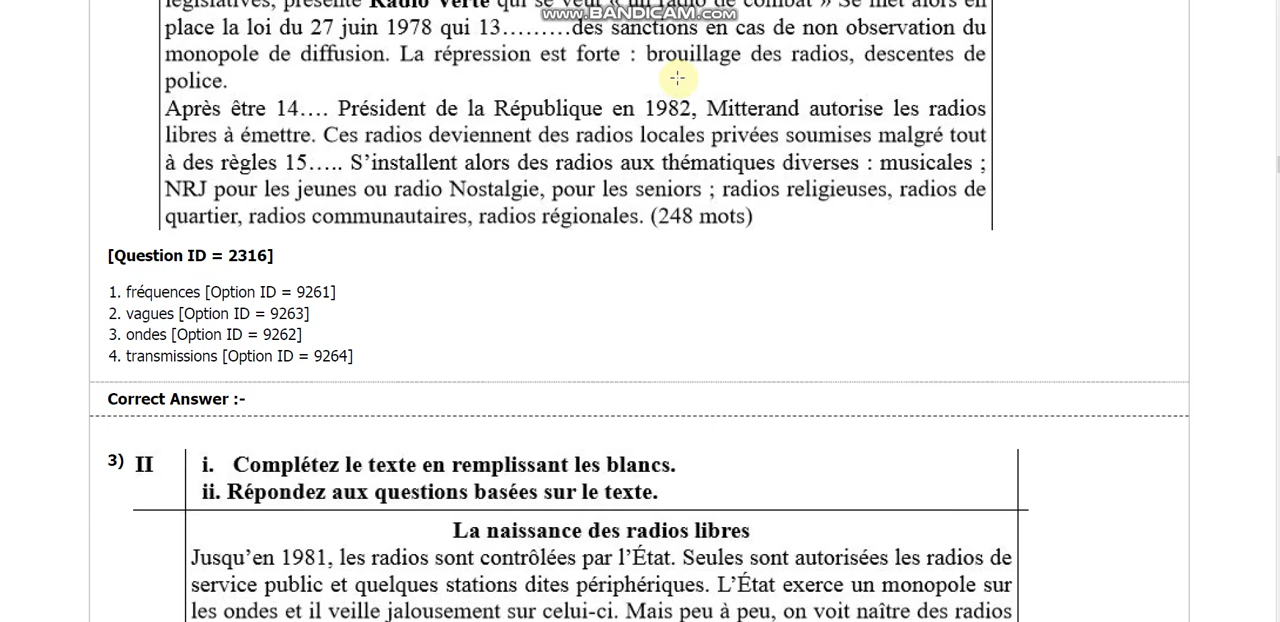 législatives, présente Radio Verte qui se veut « un radio de combat » Se met alors en
www.BANDICAM.com
place la loi du 27 juin 1978 qui 13.........des sanctions en cas de non observation du
monopole de diffusion. La répression est forte : brouillage des radios, descentes de
police.
Après être 14.... Président de la République en 1982, Mitterand autorise les radios
libres à émettre. Ces radios deviennent des radios locales privées soumises malgré tout
à des règles 15..... S'installent alors des radios aux thématiques diverses : musicales ;
NRJ pour les jeunes ou radio Nostalgie, pour les seniors ; radios religieuses, radios de
quartier, radios communautaires, radios régionales. (248 mots)
[Question ID = 2316]
1. fréquences [Option ID = 9261]
2. vagues [Option ID = 9263]
3. ondes [Option ID = 9262]
4. transmissions [Option ID = 9264]
Correct Answer :-
3) II i. Complétez le texte en remplissant les blancs.
ii. Répondez aux questions basées sur le texte.
La naissance des radios libres
Jusqu'en 1981, les radios sont contrôlées par l'État. Seules sont autorisées les radios de
service public et quelques stations dites périphériques. L'État exerce un monopole sur
les ondes et il veille jalousement sur celui-ci. Mais peu à peu, on voit naître des radios